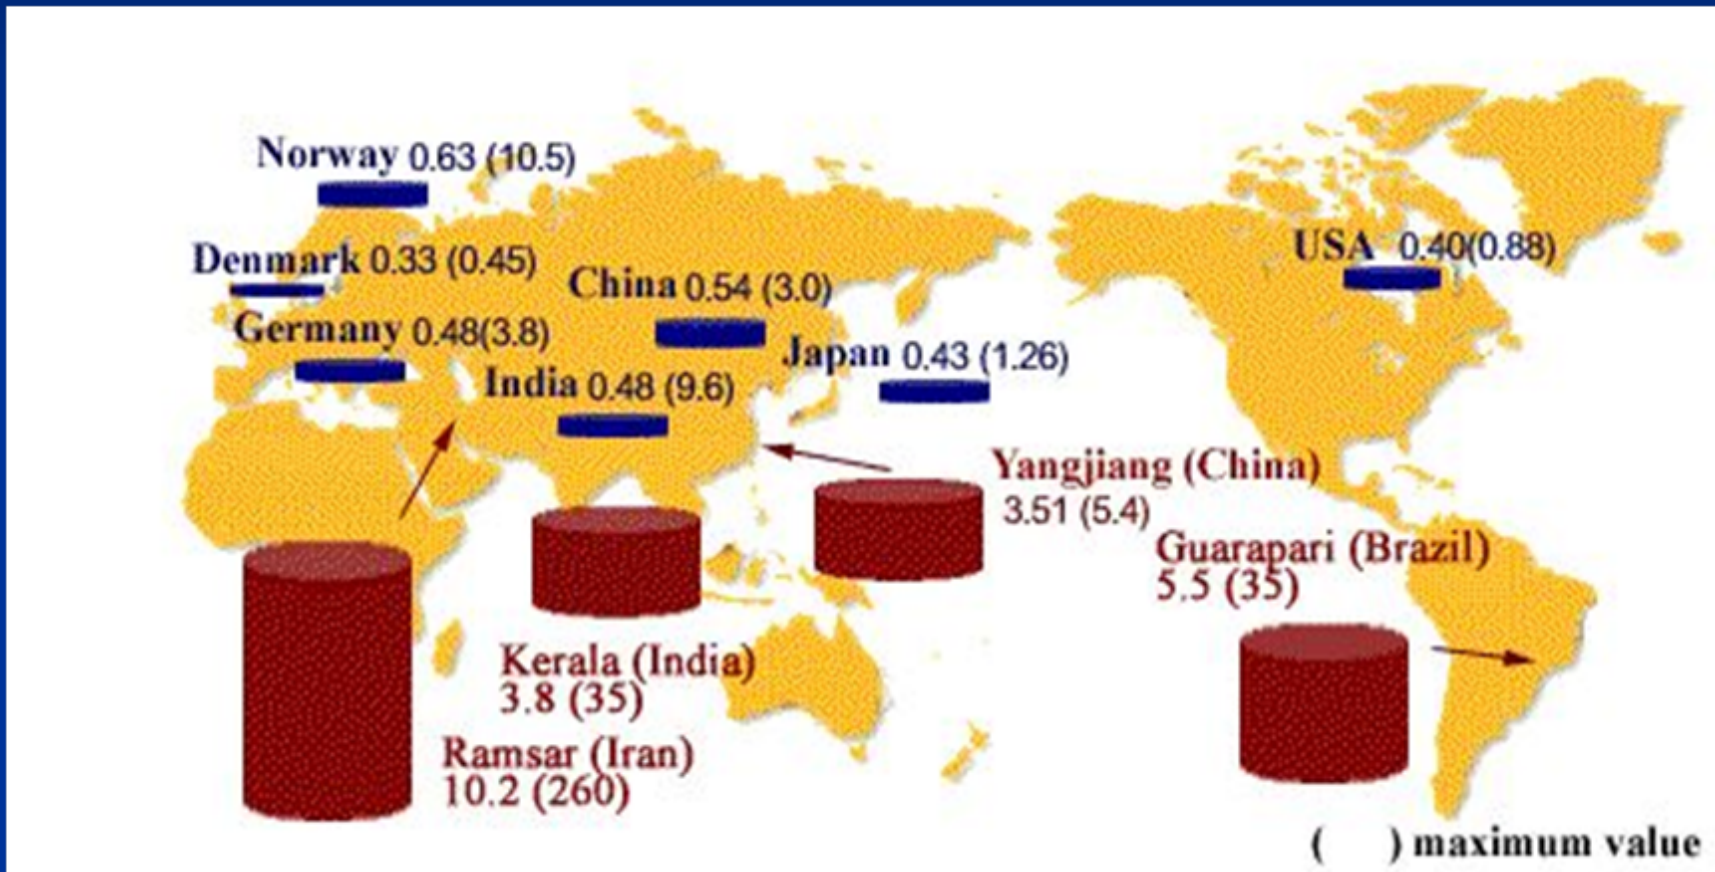 Norway 0.63 (10.5)
Denmark 0.33 (0.45)
China 0.54 (3.0)
USA 0.40(0.88)
Germany 0.48(3.8)
Japan 0.43 (1.26)
India 0.48 (9.6)
Yangjiang (China)
3.51 (5.4)
Guarapari (Brazil)
5.5 (35)
Kerala (India)
3.8 (35)
Ramsar (Iran)
10.2 (260)
( ) maximum value